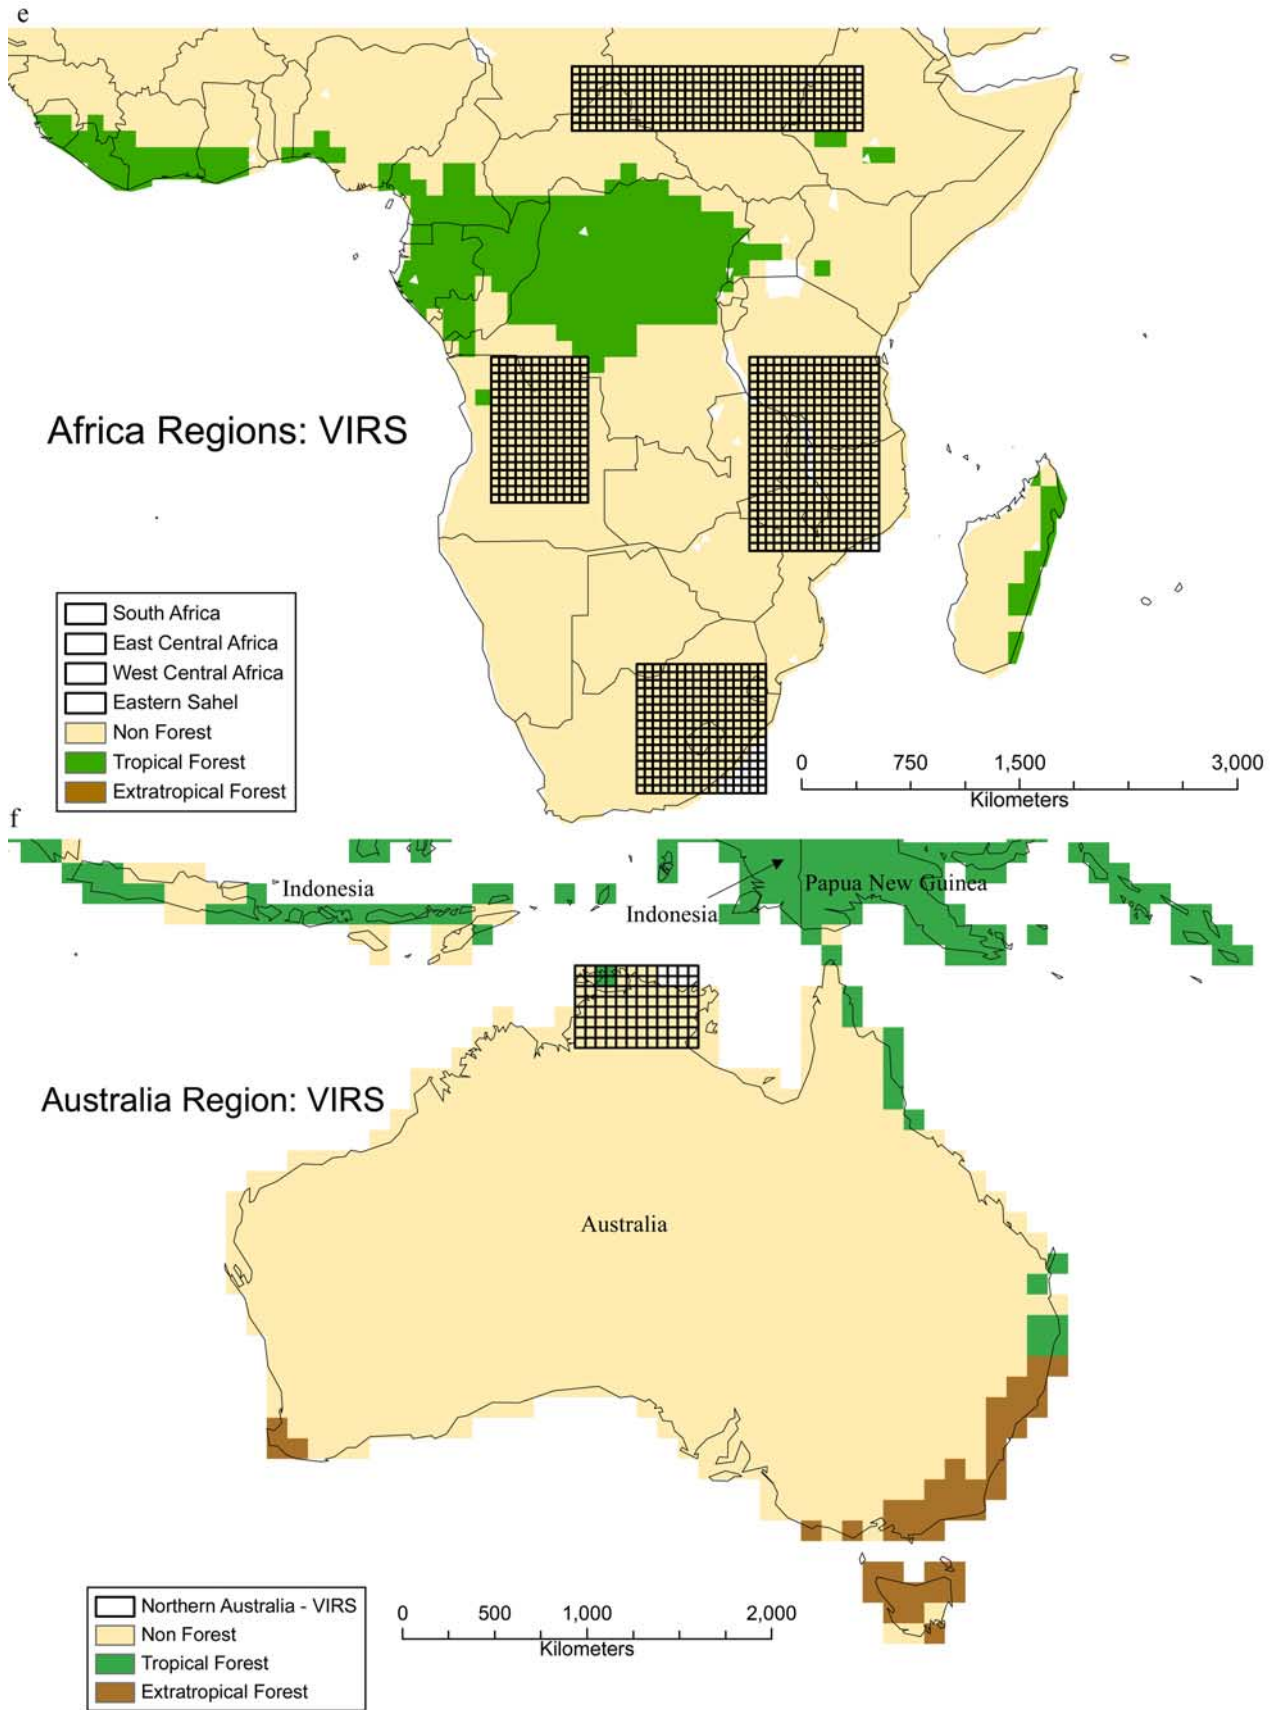 e
Africa Regions: VIRS
South Africa
East Central Africa
West Central Africa
Eastern Sahel
Non Forest
Tropical Forest
Extratropical Forest
0 750 1,500 3,000
Kilometers
f
Indonesia
Papua New Guinea
Indonesia
Australia Region: VIRS
Australia
Northern Australia - VIRS
Non Forest
Tropical Forest
Extratropical Forest
0 500 1,000 2,000
Kilometers